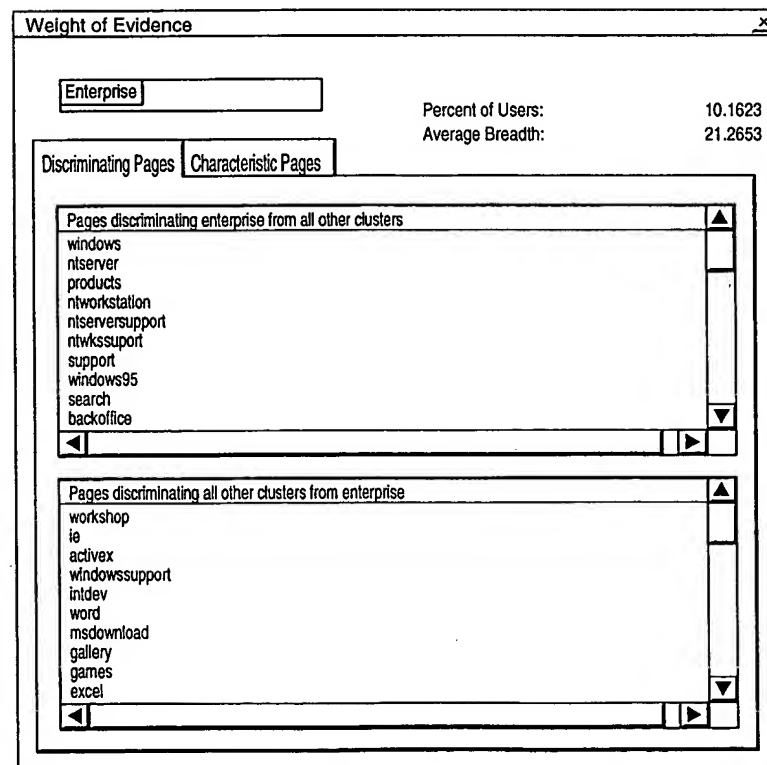 Weight of Evidence x
Enterprise
Percent of Users: 10.1623
Average Breadth: 21.2653
Discriminating Pages Characteristic Pages
Pages discriminating enterprise from all other clusters
windows
ntserver
products
ntworkstation
ntserversupport
ntwkssuport
support
windows95
search
backoffice
Pages discriminating all other clusters from enterprise
workshop
ie
activex
windowssupport
intdev
word
msdownload
gallery
games
excel